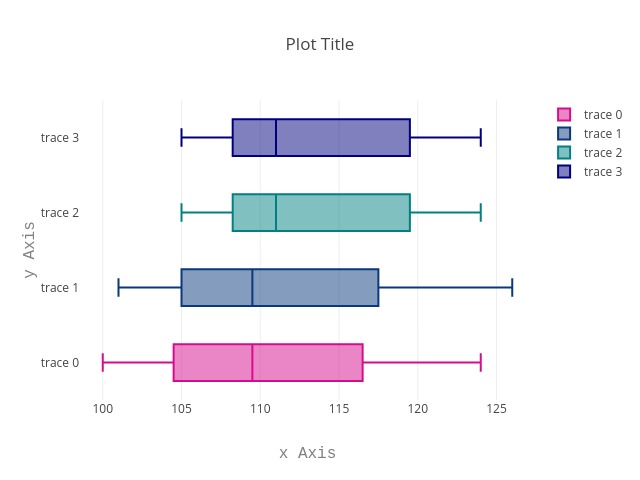 Plot Title
trace 3
trace 2
trace 1
trace 0
y Axis
100 105 110 115 120 125
x Axis
trace 0
trace 1
trace 2
trace 3